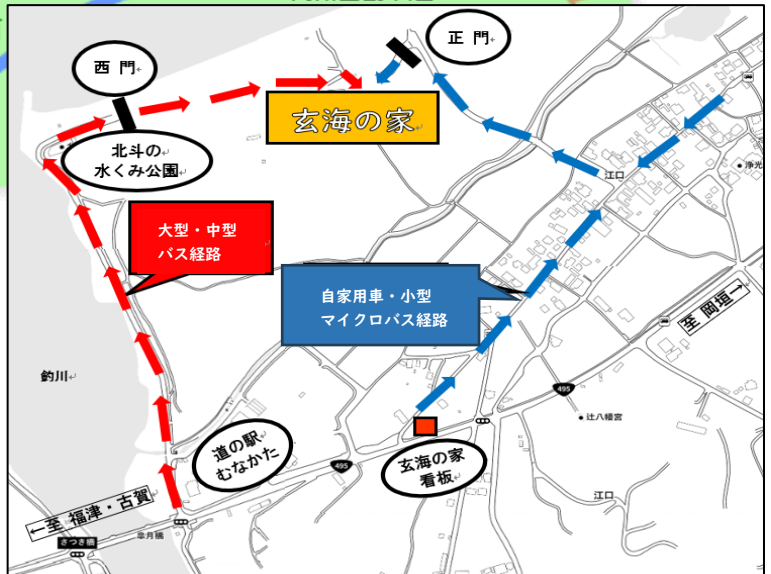 正 門
西 門
玄海の家
北斗の
水くみ公園
江口
大型・中型
バス経路
自家用車・小型
マイクロバス経路
至 岡垣→
釣川
495
辻八幡宮
道の駅
むなかた
玄海の家
看板
495
江口
←至 福津・古賀
さつき橋
皐月橋